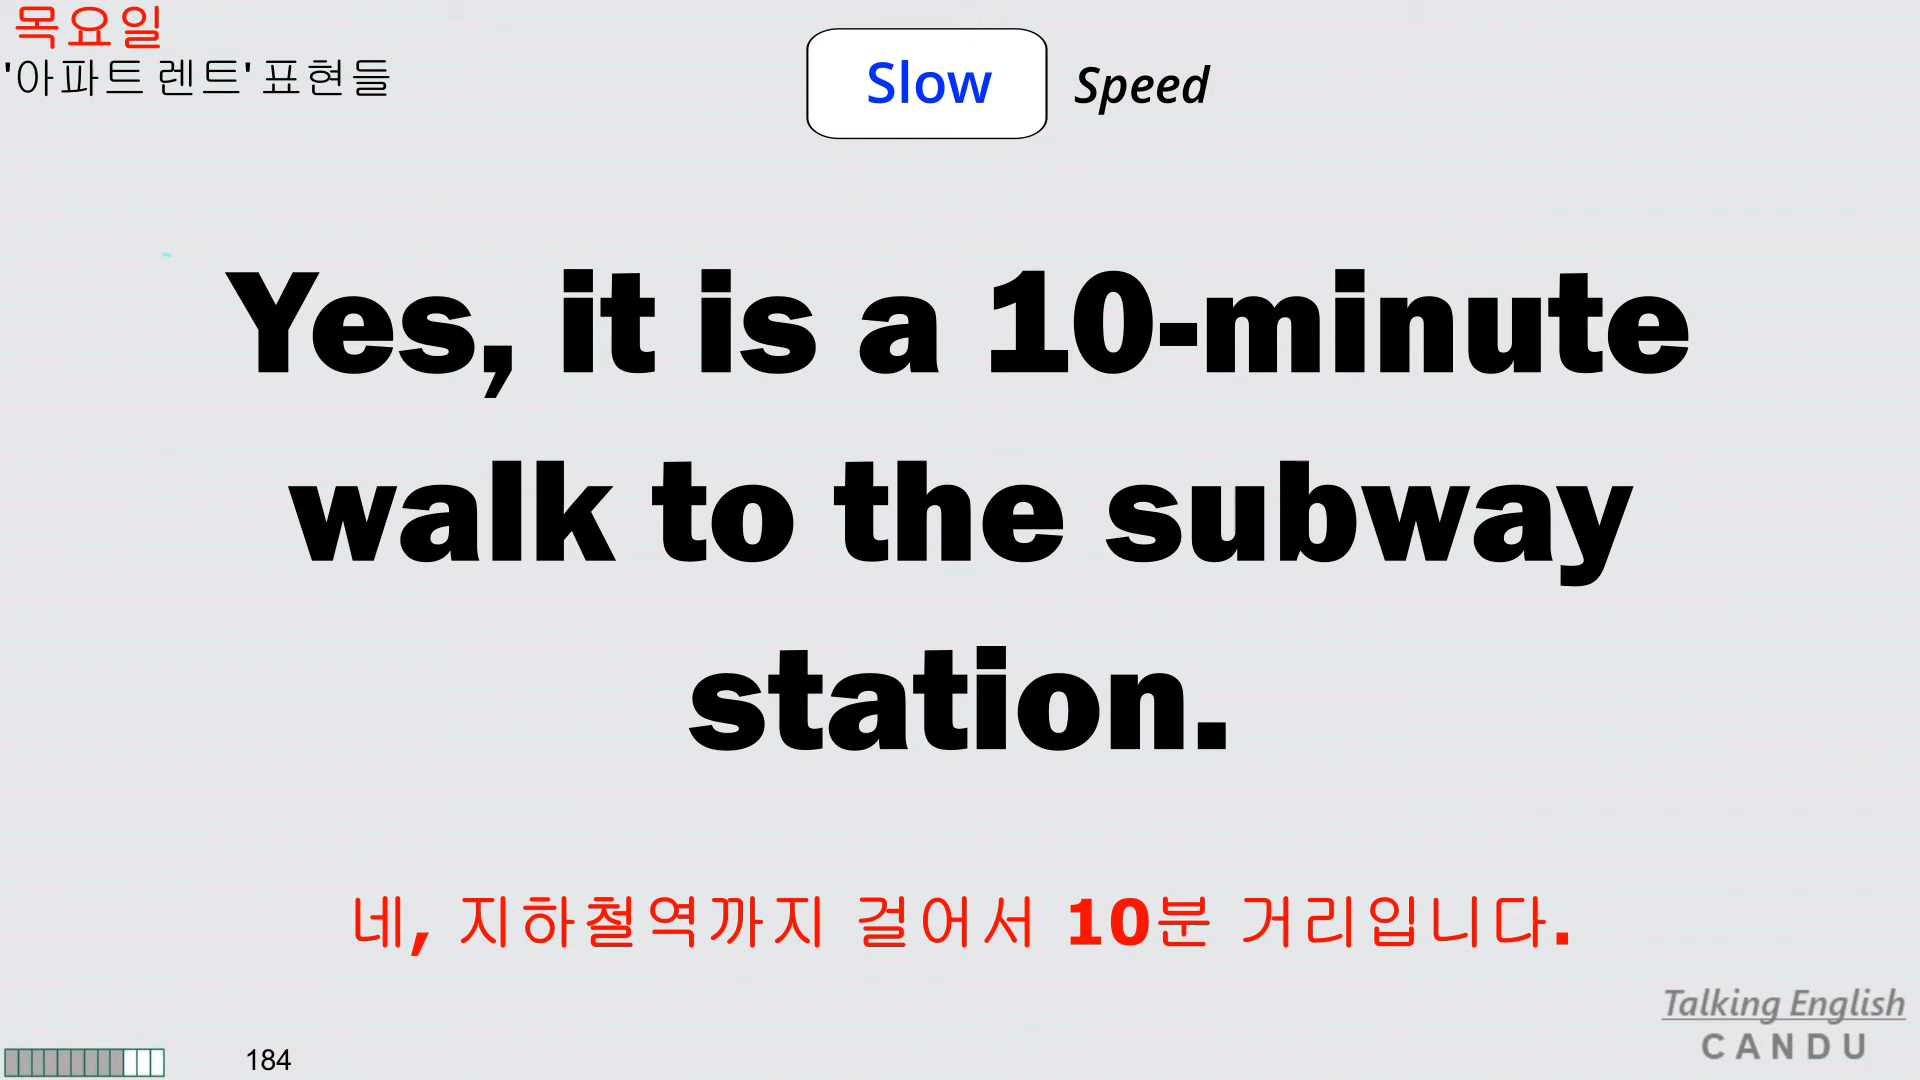 목요일
'아파트 렌트' 표현들
Slow Speed
Yes, it is a 10-minute
walk to the subway
station.
네, 지하철역까지 걸어서 10분 거리입니다.
Talking English
CANDU
184